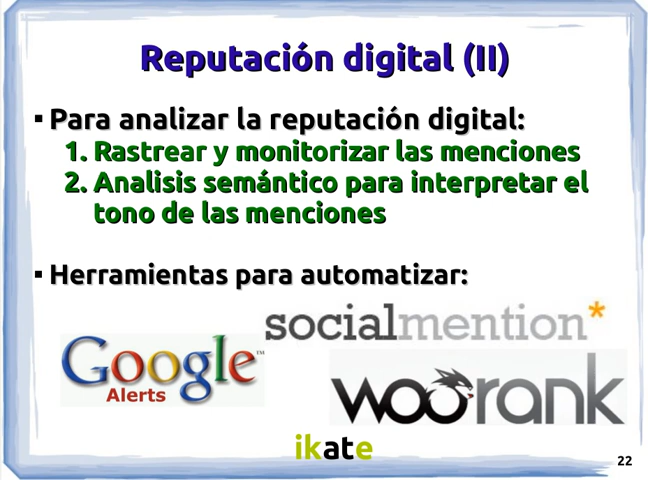 Reputación digital (II)
Para analizar la reputación digital:
1. Rastrear y monitorizar las menciones
2. Analisis semántico para interpretar el
tono de las menciones
Herramientas para automatizar:
socialmention*
Google™
Alerts
woorank
ikate
22